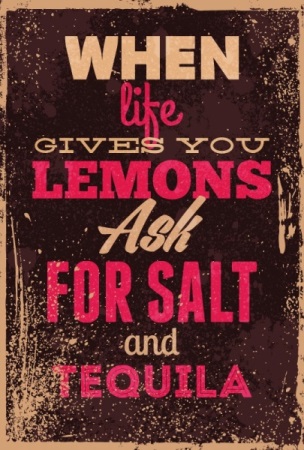 WHEN
life
GIVES YOU
LEMONS
Ask
FOR SALT
and
TEQUILA